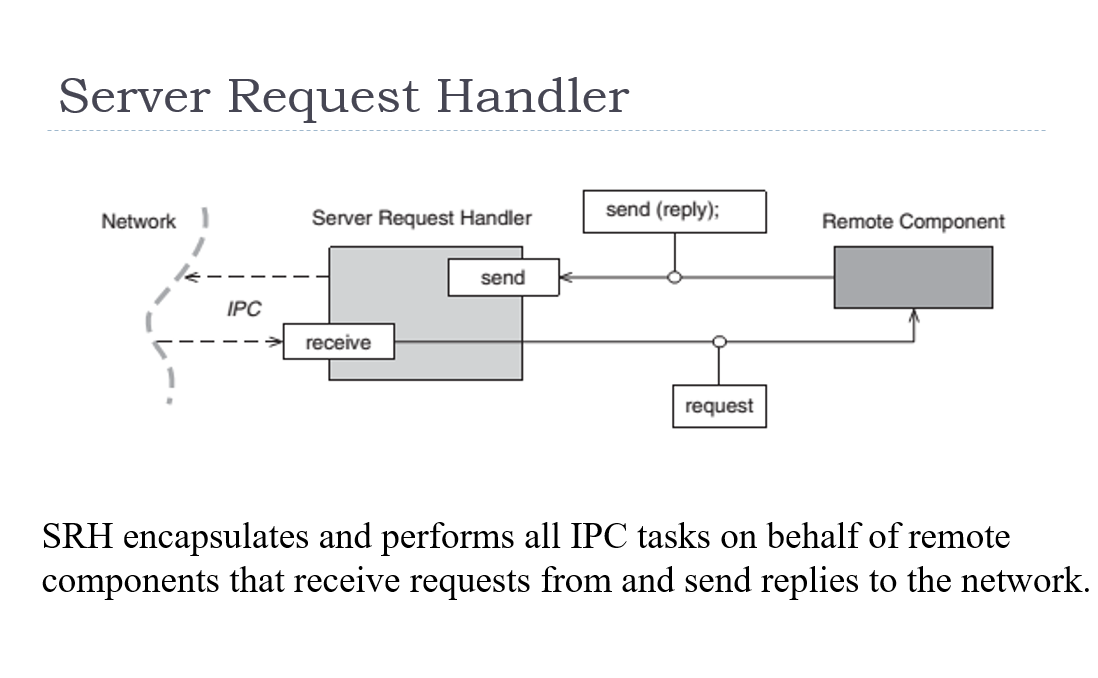 Server Request Handler
Network
Server Request Handler
send (reply);
Remote Component
send
IPC
receive
request
SRH encapsulates and performs all IPC tasks on behalf of remote
components that receive requests from and send replies to the network.